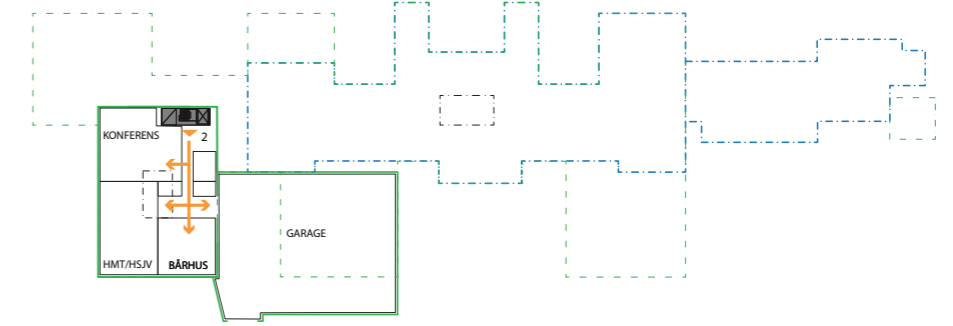 KONFERENS
2
GARAGE
HMT/HSJV
BÅRHUS